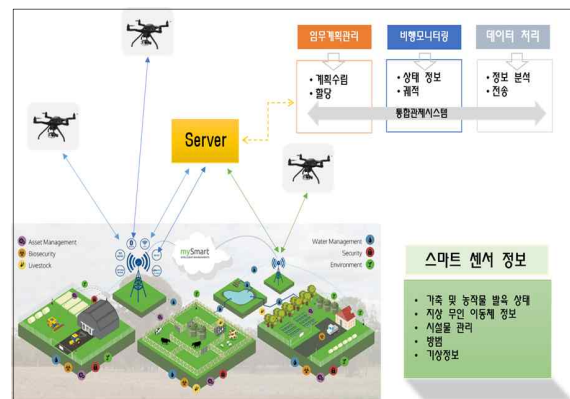 임무계획관리
비행모니터링
데이터 처리
• 계획수립
• 할당
• 상태 정보
• 궤적
• 정보 분석
• 전송
통합관제시스템
Server
Asset Management
Biosecurity
Livestock
mySmart
Water Management
Security
Environment
스마트 센서 정보
• 가축 및 농작물 발육 상태
• 지상 무인 이동체 정보
• 시설물 관리
• 방범
• 기상정보